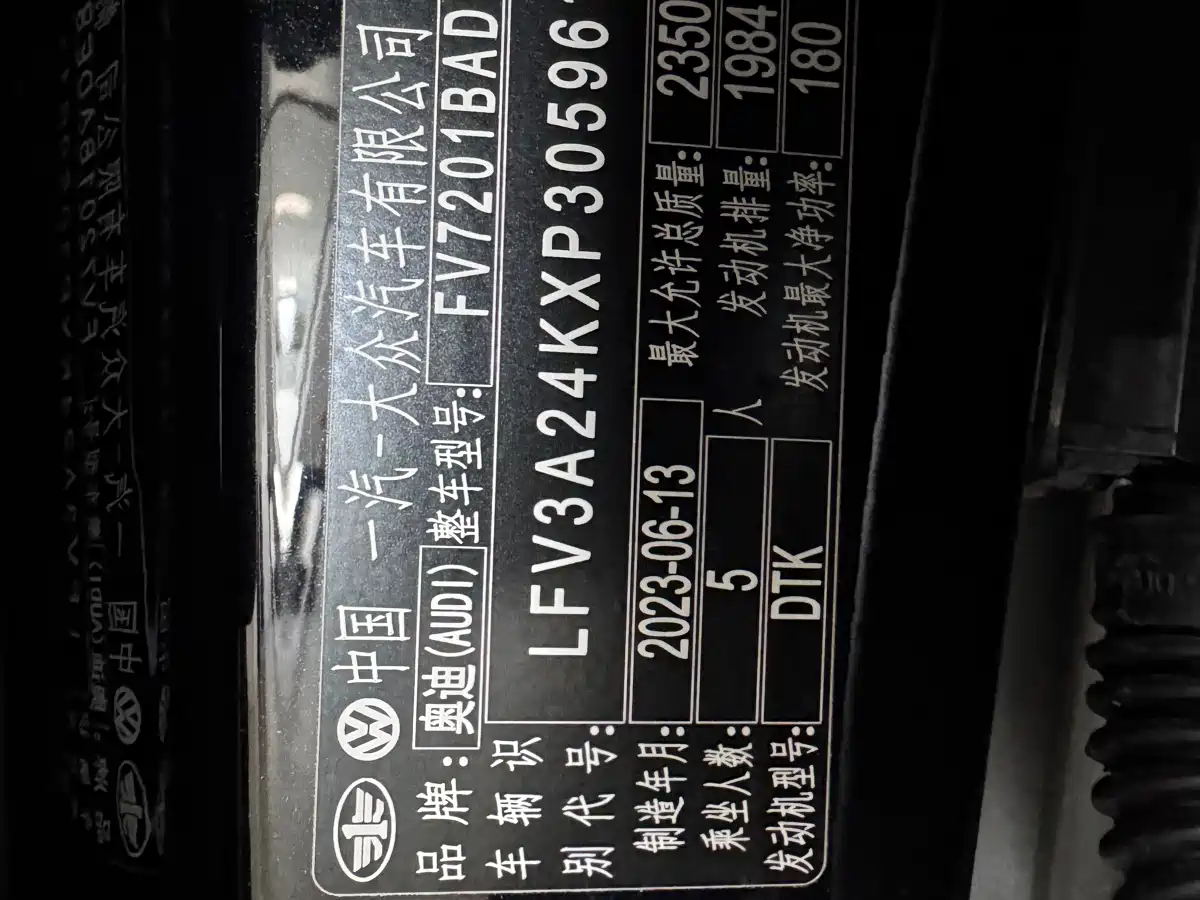 中国 一汽-大众汽车有限公司
品牌: 奥迪(AUDI) 整车型号: FV7201BAD
车辆识别代号: LFV3A24KXP30596
制造年月: 2023-06-13 最大允许总质量: 2350
乘坐人数: 5 人 发动机排量: 1984
发动机型号: DTK 发动机最大净功率: 180